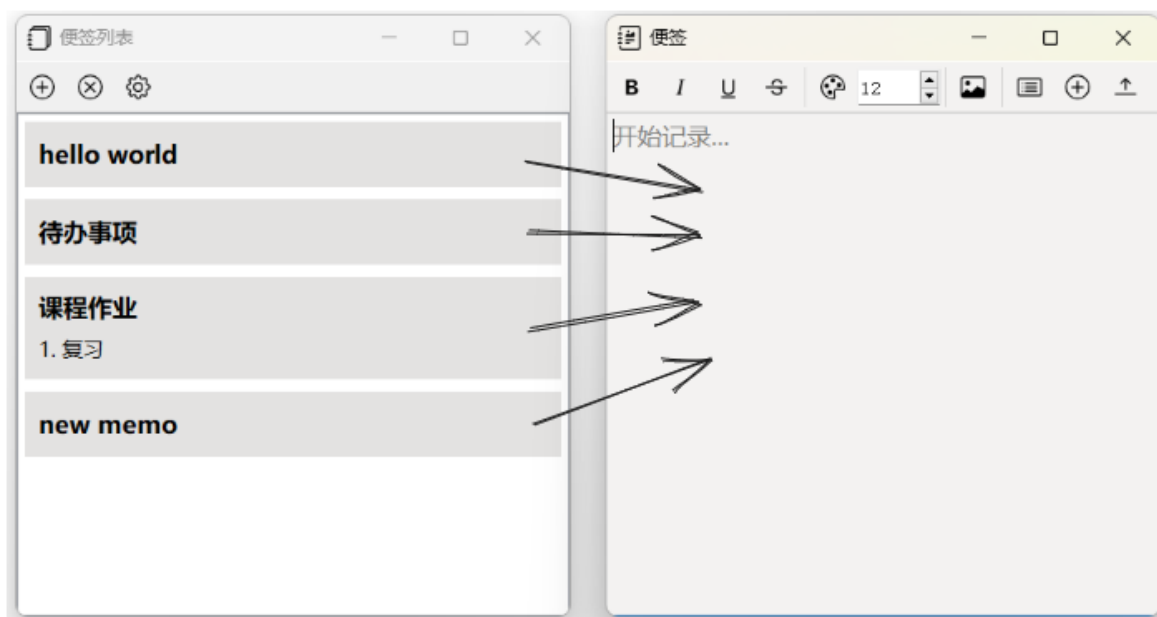 便签列表
hello world
待办事项
课程作业
1. 复习
new memo
便签
B I U S 12
开始记录...